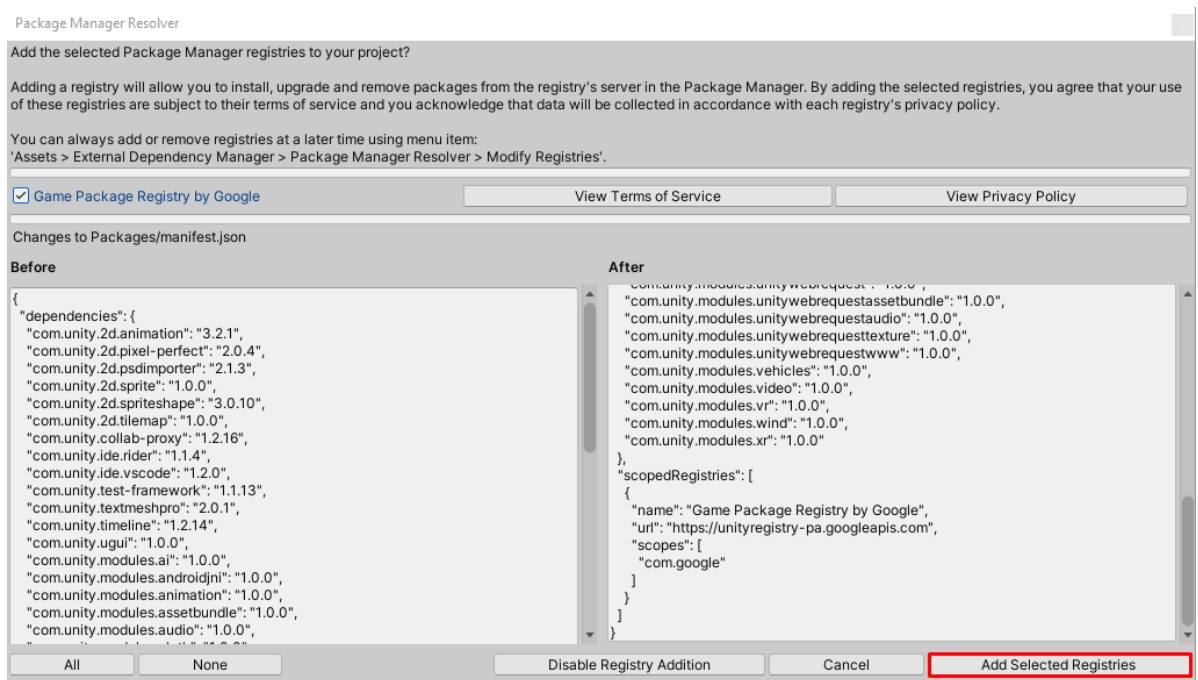 Package Manager Resolver
Add the selected Package Manager registries to your project?
Adding a registry will allow you to install, upgrade and remove packages from the registry's server in the Package Manager. By adding the selected registries, you agree that your use
of these registries are subject to their terms of service and you acknowledge that data will be collected in accordance with each registry's privacy policy.
You can always add or remove registries at a later time using menu item:
'Assets > External Dependency Manager > Package Manager Resolver > Modify Registries'.
Game Package Registry by Google
View Terms of Service
View Privacy Policy
Changes to Packages/manifest.json
Before
{
"dependencies": {
"com.unity.2d.animation": "3.2.1",
"com.unity.2d.pixel-perfect": "2.0.4",
"com.unity.2d.psdimporter": "2.1.3",
"com.unity.2d.sprite": "1.0.0",
"com.unity.2d.spriteshape": "3.0.10",
"com.unity.2d.tilemap": "1.0.0",
"com.unity.collab-proxy": "1.2.16",
"com.unity.ide.rider": "1.1.4",
"com.unity.ide.vscode": "1.2.0",
"com.unity.test-framework": "1.1.13",
"com.unity.textmeshpro": "2.0.1",
"com.unity.timeline": "1.2.14",
"com.unity.ugui": "1.0.0",
"com.unity.modules.ai": "1.0.0",
"com.unity.modules.androidjni": "1.0.0",
"com.unity.modules.animation": "1.0.0",
"com.unity.modules.assetbundle": "1.0.0",
"com.unity.modules.audio": "1.0.0",
After
"com.unity.modules.unitywebrequest": "1.0.0",
"com.unity.modules.unitywebrequestassetbundle": "1.0.0",
"com.unity.modules.unitywebrequestaudio": "1.0.0",
"com.unity.modules.unitywebrequesttexture": "1.0.0",
"com.unity.modules.unitywebrequestwww": "1.0.0",
"com.unity.modules.vehicles": "1.0.0",
"com.unity.modules.video": "1.0.0",
"com.unity.modules.vr": "1.0.0",
"com.unity.modules.wind": "1.0.0",
"com.unity.modules.xr": "1.0.0"
},
"scopedRegistries": [
{
"name": "Game Package Registry by Google",
"url": "https://unityregistry-pa.googleapis.com",
"scopes": [
"com.google"
]
}
]
}
All
None
Disable Registry Addition
Cancel
Add Selected Registries